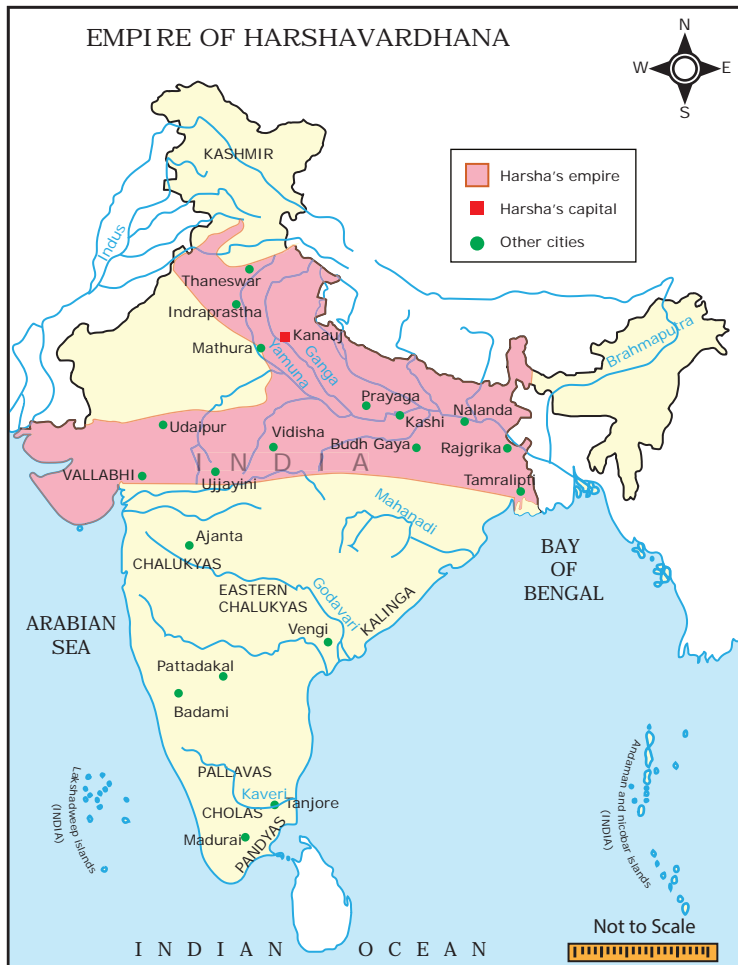 EMPIRE OF HARSHAVARDHANA
N
W
E
S
KASHMIR
Harsha's empire
Harsha's capital
Other cities
Indus
Thaneswar
Indraprastha
Kanauj
Mathura
Yamuna
Ganga
Brahmaputra
Prayaga
Nalanda
Kashi
Udaipur
Vidisha
Budh Gaya
Rajgrika
INDIA
VALLABHI
Ujjayini
Tamralipti
Mahanadi
Ajanta
CHALUKYAS
BAY
OF
BENGAL
EASTERN
CHALUKYAS
Godavari
KALINGA
ARABIAN
SEA
Vengi
Pattadakal
Badami
PALLAVAS
Kaveri
Tanjore
CHOLAS
Madurai
PANDYAS
Lakshadweep islands
(INDIA)
Andaman and nicobar islands
(INDIA)
Not to Scale
INDIAN OCEAN